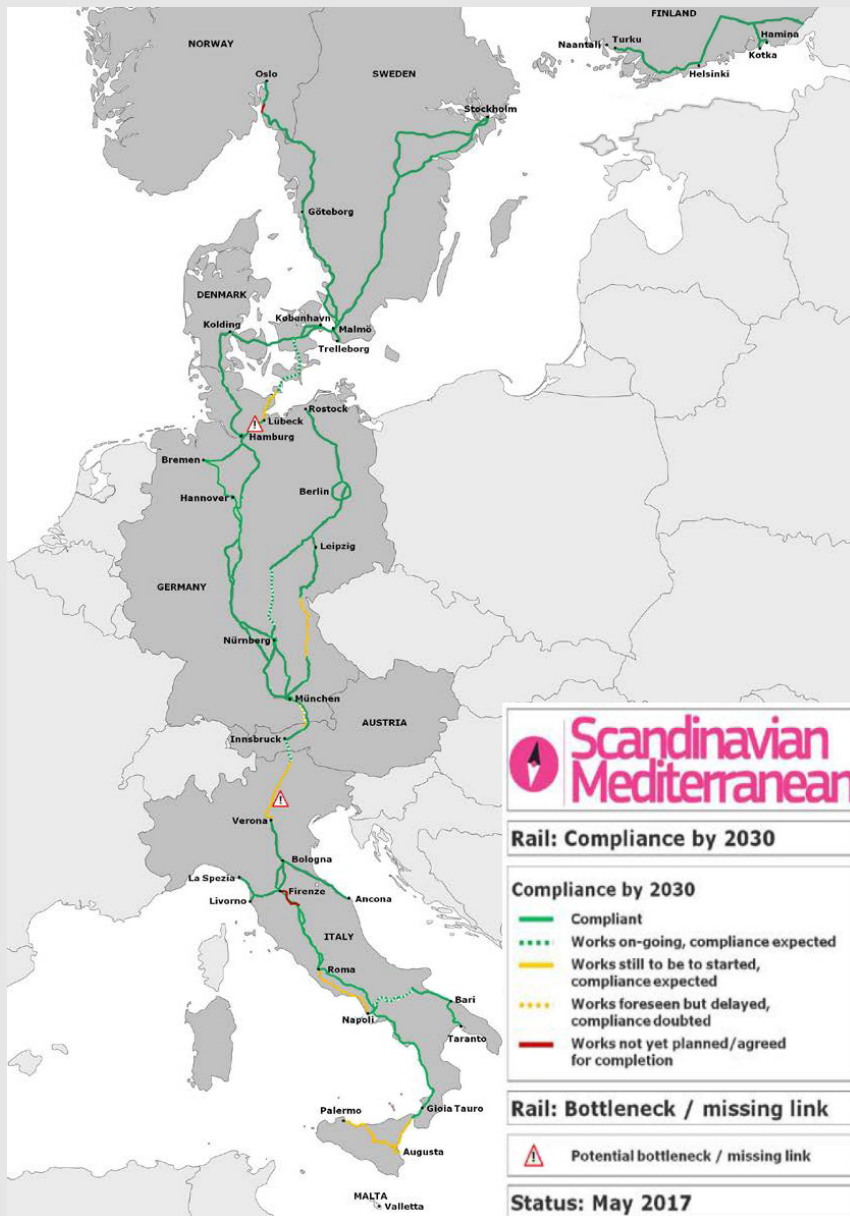 FINLAND
Naantali
Turku
Hamina
Kotka
Helsinki
NORWAY
Oslo
SWEDEN
Stockholm
Göteborg
DENMARK
København
Kolding
Malmö
Trelleborg
Rostock
Lübeck
Hamburg
Bremen
Hannover
Berlin
Leipzig
GERMANY
Nürnberg
München
AUSTRIA
Innsbruck
Verona
Bologna
La Spezia
Firenze
Livorno
Ancona
ITALY
Roma
Bari
Napoli
Taranto
Gioia Tauro
Palermo
Augusta
MALTA
Valletta
Scandinavian
Mediterranean
Rail: Compliance by 2030
Compliance by 2030
Compliant
Works on-going, compliance expected
Works still to be to started,
compliance expected
Works foreseen but delayed,
compliance doubted
Works not yet planned/agreed
for completion
Rail: Bottleneck / missing link
Potential bottleneck / missing link
Status: May 2017